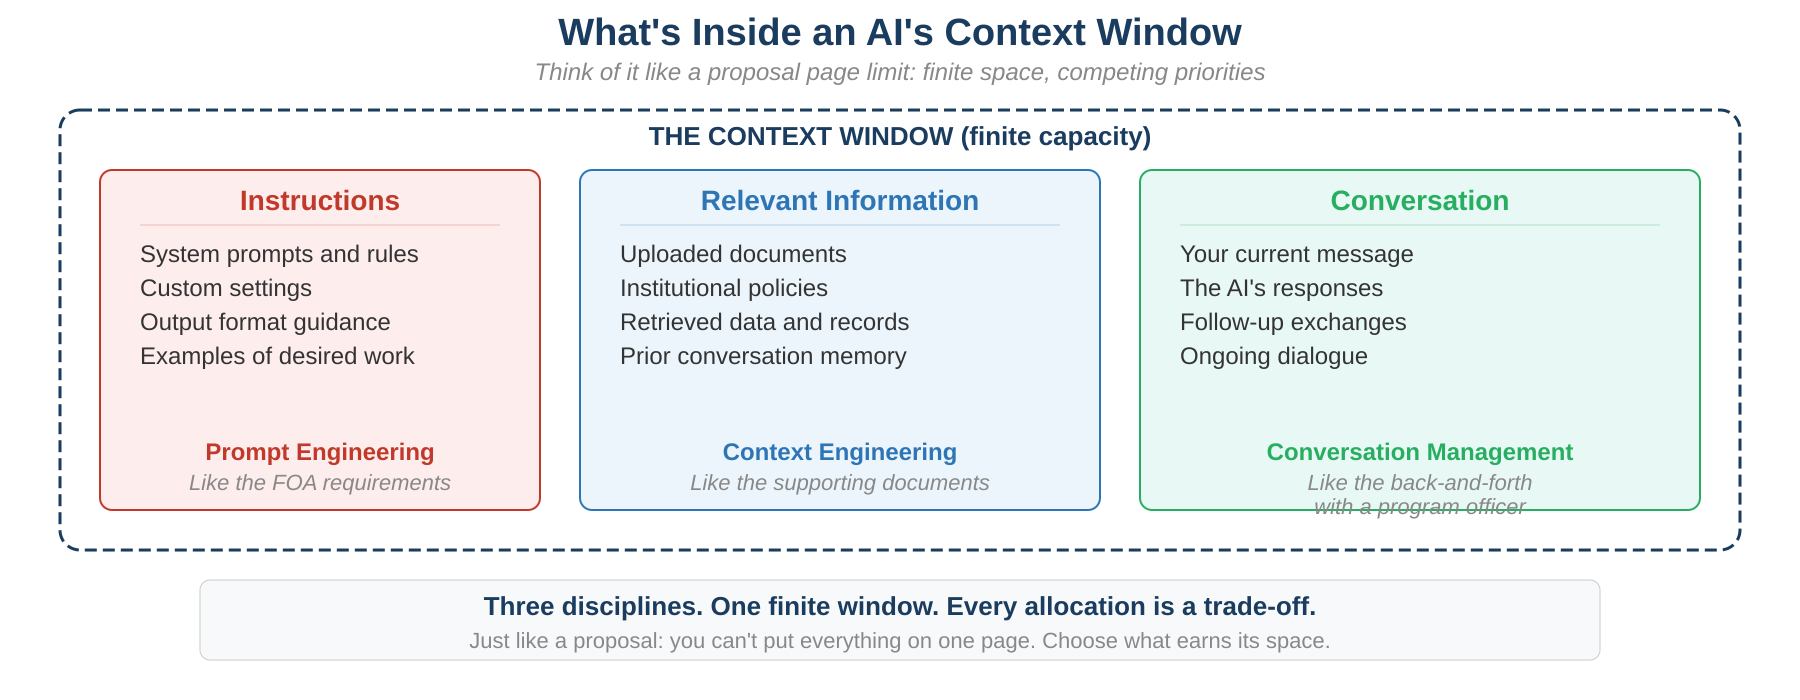 What's Inside an AI's Context Window
Think of it like a proposal page limit: finite space, competing priorities
THE CONTEXT WINDOW (finite capacity)
Instructions
System prompts and rules
Custom settings
Output format guidance
Examples of desired work
Prompt Engineering
Like the FOA requirements
Relevant Information
Uploaded documents
Institutional policies
Retrieved data and records
Prior conversation memory
Context Engineering
Like the supporting documents
Conversation
Your current message
The AI's responses
Follow-up exchanges
Ongoing dialogue
Conversation Management
Like the back-and-forth
with a program officer
Three disciplines. One finite window. Every allocation is a trade-off.
Just like a proposal: you can't put everything on one page. Choose what earns its space.